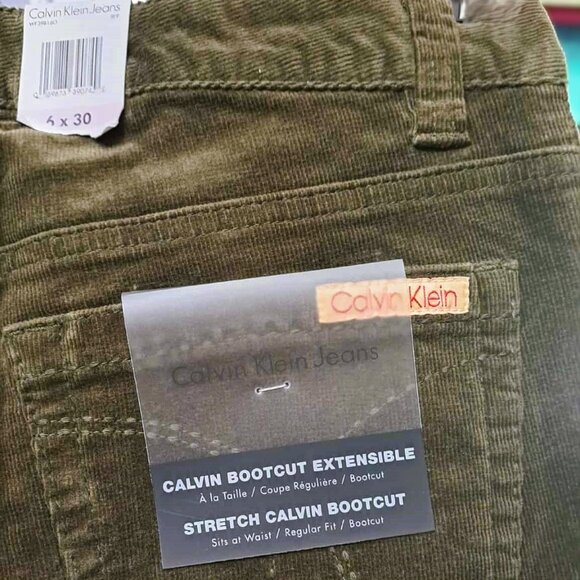 Calvin Klein Jeans
6 x 30
Calvin Klein
Calvin Klein Jeans
CALVIN BOOTCUT EXTENSIBLE
À la Taille / Coupe Régulière / Bootcut
STRETCH CALVIN BOOTCUT
Sits at Waist / Regular Fit / Bootcut